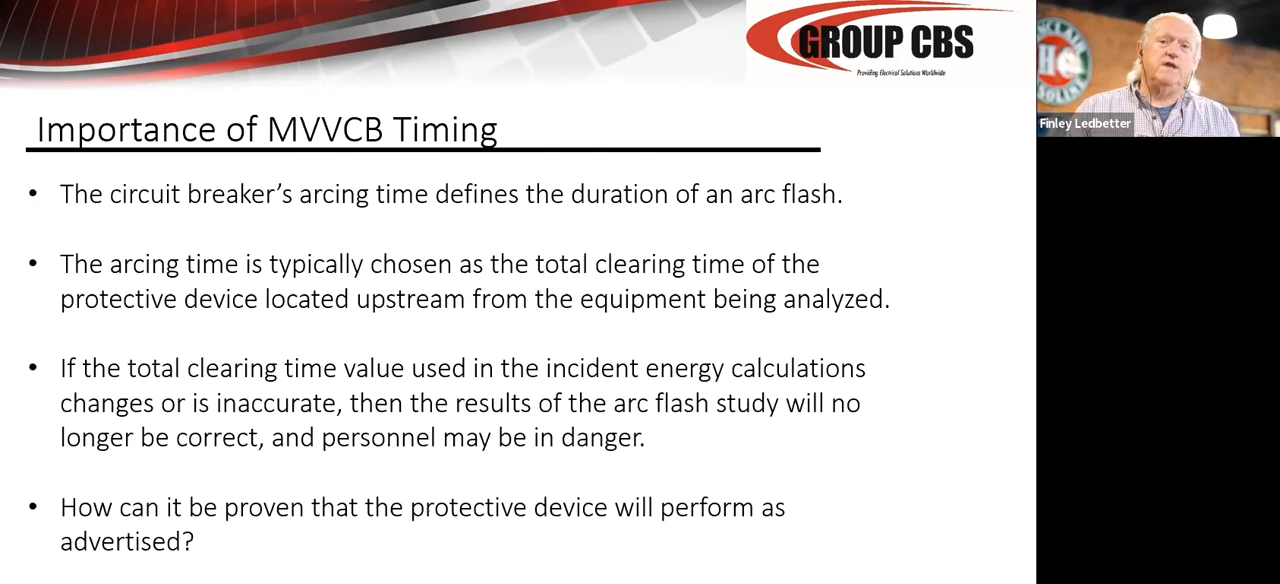 GROUP CBS
Providing Electrical Solutions Worldwide
Importance of MVVCB Timing
• The circuit breaker’s arcing time defines the duration of an arc flash.
• The arcing time is typically chosen as the total clearing time of the
protective device located upstream from the equipment being analyzed.
• If the total clearing time value used in the incident energy calculations
changes or is inaccurate, then the results of the arc flash study will no
longer be correct, and personnel may be in danger.
• How can it be proven that the protective device will perform as
advertised?
Finley Ledbetter